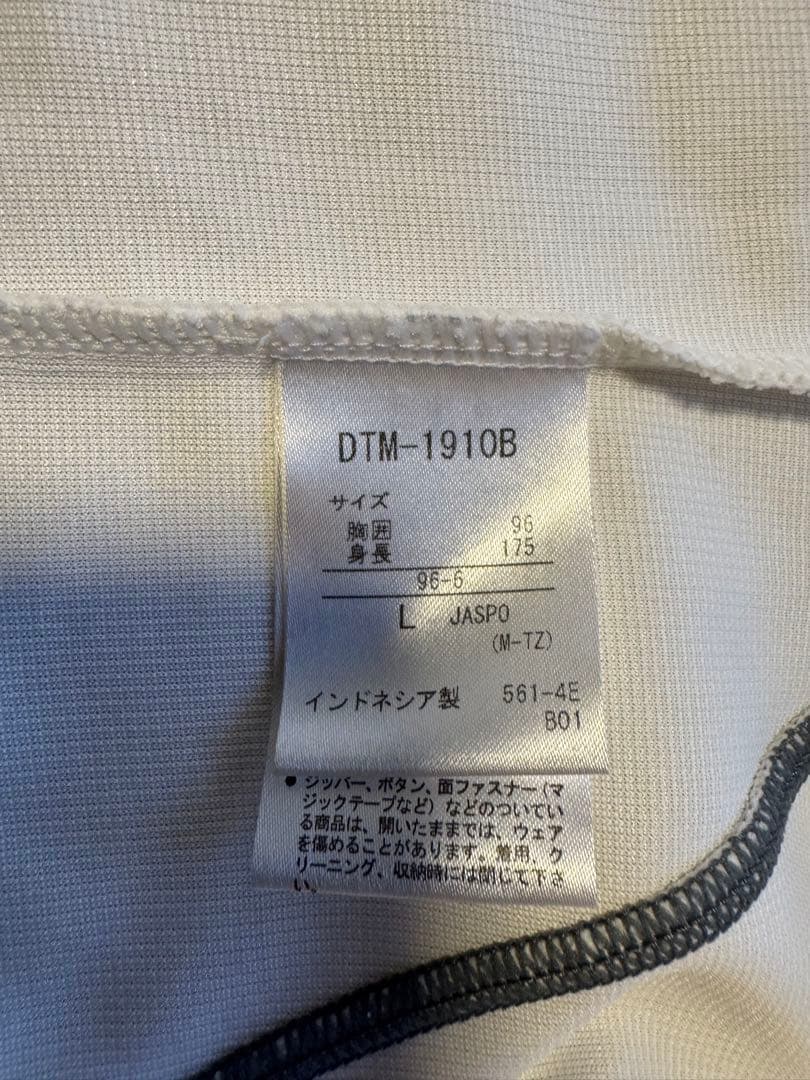 DTM-1910B
サイズ
胸囲 96
身長 175
96-6
L JASPO
(M-TZ)
インドネシア製 561-4E
B01
● ジッパー、ボタン、面ファスナー(マ
ジックテープなど)などのついてい
る商品は、開いたままでは、ウェア
を傷めることがあります。着用、ク
リーニング、収納時には閉じて下さ
い。